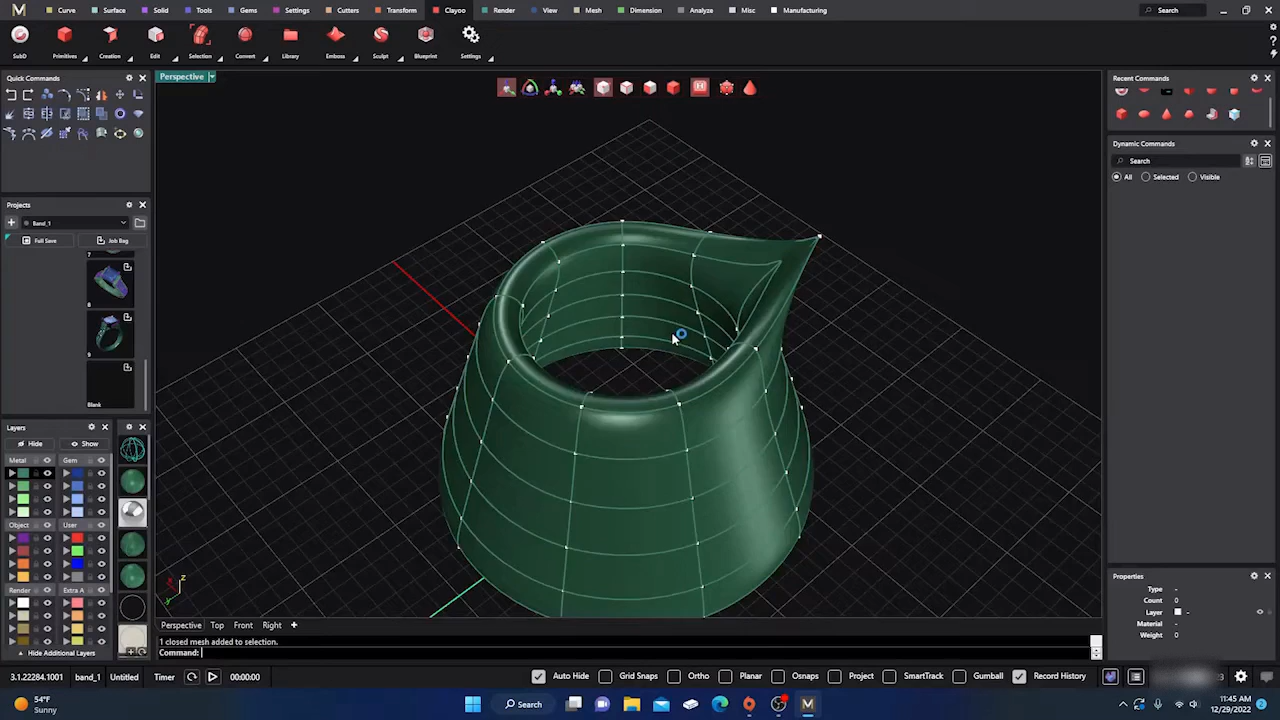 Curve Surface Solid Tools Gems Settings Cutters Transform Clayoo Render View Mesh Dimension Analyze Misc Manufacturing Search
SubD Primitives Creation Edit Selection Convert Library Emboss Sculpt Blueprint Settings
Quick Commands
Perspective
Recent Commands
Dynamic Commands
Search
All Selected Visible
Projects
Band_1
Full Save Job Bag
7
8
9
Blank
Layers
Hide Show
Metal Gem
Object User
Render Extra A
Hide Additional Layers
z
x
y
Properties
Type -
Count 0
Layer -
Material -
Weight 0
Perspective Top Front Right
1 closed mesh added to selection.
Command:
3.1.22284.1001 band_1 Untitled Timer 00:00:00 Auto Hide Grid Snaps Ortho Planar Osnaps Project SmartTrack Gumball Record History
54°F
Sunny
Search
11:45 AM
12/29/2022